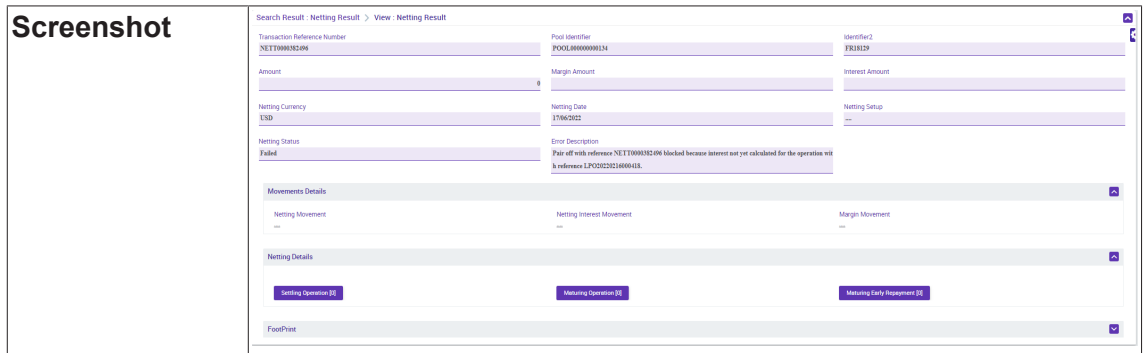 Screenshot
Search Result : Netting Result > View : Netting Result
Transaction Reference Number
Pool Identifier
Identifier2
NETT0000382496
POOL000000000134
FR18129
Amount
Margin Amount
Interest Amount
0
Netting Currency
Netting Date
Netting Setup
USD
17/06/2022
---
Netting Status
Error Description
Failed
Pair off with reference NETT0000382496 blocked because interest not yet calculated for the operation wit
h reference LPO20220216000418.
Movements Details
Netting Movement
Netting Interest Movement
Margin Movement
---
---
---
Netting Details
Settling Operation [0]
Maturing Operation [0]
Maturing Early Repayment [0]
FootPrint